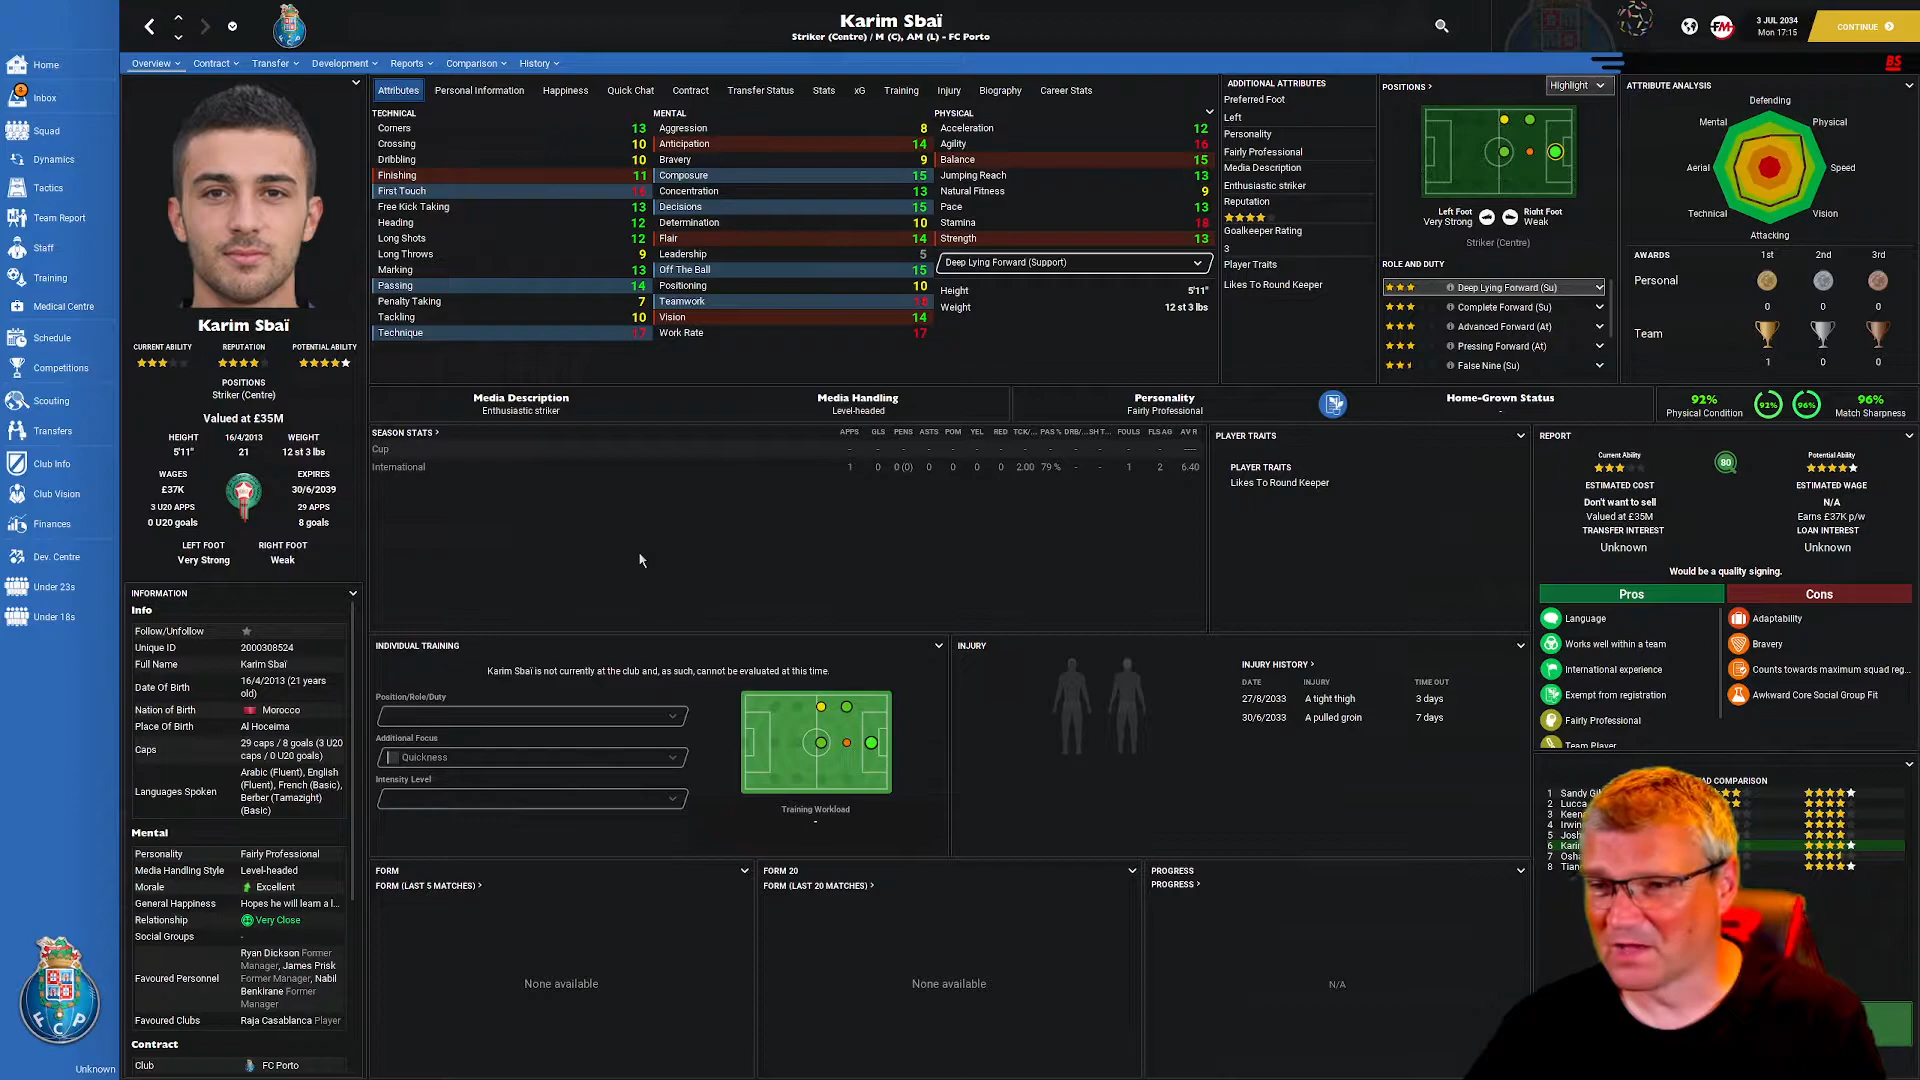 Karim Sbaï
Striker (Centre) / M (C), AM (L) - FC Porto
3 JUL 2034
Mon 17:15
CONTINUE
FM
BS
Home
3
Inbox
Squad
Dynamics
Tactics
Team Report
Staff
Training
Medical Centre
Schedule
Competitions
Scouting
Transfers
Club Info
Club Vision
Finances
Dev. Centre
Under 23s
Under 18s
FCP
Unknown
Overview Contract Transfer Development Reports Comparison History
Karim Sbaï
CURRENT ABILITY REPUTATION POTENTIAL ABILITY
POSITIONS
Striker (Centre)
Valued at £35M
HEIGHT 16/4/2013 WEIGHT
5'11" 21 12 st 3 lbs
WAGES EXPIRES
£37K 30/6/2039
3 U20 APPS 29 APPS
0 U20 goals 8 goals
LEFT FOOT RIGHT FOOT
Very Strong Weak
INFORMATION
Info
Follow/Unfollow
Unique ID 2000308524
Full Name Karim Sbaï
Date Of Birth 16/4/2013 (21 years old)
Nation of Birth Morocco
Place Of Birth Al Hoceima
Caps 29 caps / 8 goals (3 U20 caps / 0 U20 goals)
Languages Spoken Arabic (Fluent), English (Fluent), French (Basic), Berber (Tamazight) (Basic)
Mental
Personality Fairly Professional
Media Handling Style Level-headed
Morale Excellent
General Happiness Hopes he will learn a l...
Relationship Very Close
Social Groups -
Favoured Personnel Ryan Dickson Former Manager, James Prisk Former Manager, Nabil Benkirane Former Manager
Favoured Clubs Raja Casablanca Player
Contract
Club FC Porto
Attributes Personal Information Happiness Quick Chat Contract Transfer Status Stats xG Training Injury Biography Career Stats
TECHNICAL
Corners 13
Crossing 10
Dribbling 10
Finishing 11
First Touch 16
Free Kick Taking 13
Heading 12
Long Shots 12
Long Throws 9
Marking 13
Passing 14
Penalty Taking 7
Tackling 10
Technique 17
MENTAL
Aggression 8
Anticipation 14
Bravery 9
Composure 15
Concentration 13
Decisions 15
Determination 10
Flair 14
Leadership 5
Off The Ball 15
Positioning 10
Teamwork
Vision 14
Work Rate 17
PHYSICAL
Acceleration 12
Agility 16
Balance 15
Jumping Reach 13
Natural Fitness 9
Pace 13
Stamina 18
Strength 13
Deep Lying Forward (Support)
Height 5'11"
Weight 12 st 3 lbs
ADDITIONAL ATTRIBUTES
Preferred Foot
Left
Personality
Fairly Professional
Media Description
Enthusiastic striker
Reputation
Goalkeeper Rating
3
Player Traits
Likes To Round Keeper
POSITIONS >
Highlight
Left Foot Right Foot
Very Strong Weak
Striker (Centre)
ROLE AND DUTY
Deep Lying Forward (Su)
Complete Forward (Su)
Advanced Forward (At)
Pressing Forward (At)
False Nine (Su)
ATTRIBUTE ANALYSIS
Defending
Mental Physical
Aerial Speed
Technical Vision
Attacking
AWARDS 1st 2nd 3rd
Personal
0 0 0
Team
1 0 0
Media Description
Enthusiastic striker
Media Handling
Level-headed
Personality
Fairly Professional
Home-Grown Status
-
92%
Physical Condition
92%
96%
96%
Match Sharpness
SEASON STATS > APPS GLS PENS ASTS POM YEL RED TCK/... PAS % DRB/... SH T... FOULS FLS AG AV R
Cup - - - - - - - - - - - - -
International 1 0 0 (0) 0 0 0 0 2.00 79 % - - 1 2 6.40
PLAYER TRAITS
PLAYER TRAITS
Likes To Round Keeper
REPORT
Current Ability
80
Potential Ability
ESTIMATED COST ESTIMATED WAGE
Don't want to sell N/A
Valued at £35M Earns £37K p/w
TRANSFER INTEREST LOAN INTEREST
Unknown Unknown
Would be a quality signing.
Pros Cons
Language
Works well within a team
International experience
Exempt from registration
Fairly Professional
Team Player
Adaptability
Bravery
Counts towards maximum squad reg...
Awkward Core Social Group Fit
INDIVIDUAL TRAINING
Karim Sbaï is not currently at the club and, as such, cannot be evaluated at this time.
Position/Role/Duty
Additional Focus
Quickness
Intensity Level
Training Workload
-
INJURY
INJURY HISTORY >
DATE INJURY TIME OUT
27/8/2033 A tight thigh 3 days
30/6/2033 A pulled groin 7 days
COMPARISON
1 Sandy
2 Lucca
3
4
5
6
7
8
FORM
FORM (LAST 5 MATCHES) >
None available
FORM 20
FORM (LAST 20 MATCHES) >
None available
PROGRESS
PROGRESS >
N/A